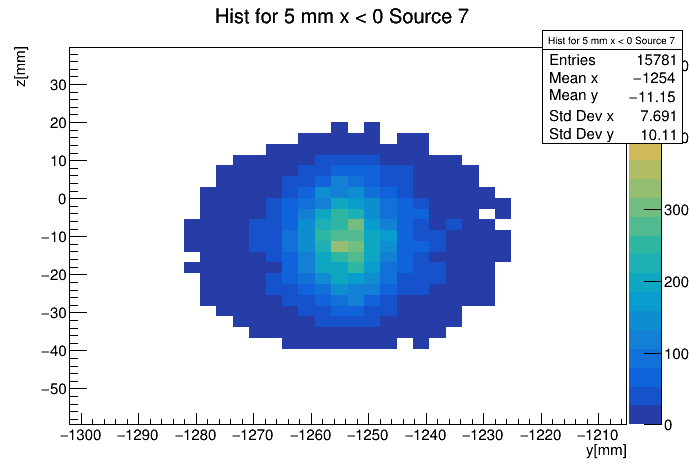 Hist for 5 mm x < 0 Source 7
z[mm]
Hist for 5 mm x < 0 Source 7
Entries 15781
Mean x −1254
Mean y −11.15
Std Dev x 7.691
Std Dev y 10.11
30
20
10
0
−10
−20
−30
−40
−50
300
200
100
0
−1300 −1290 −1280 −1270 −1260 −1250 −1240 −1230 −1220 −1210
y[mm]